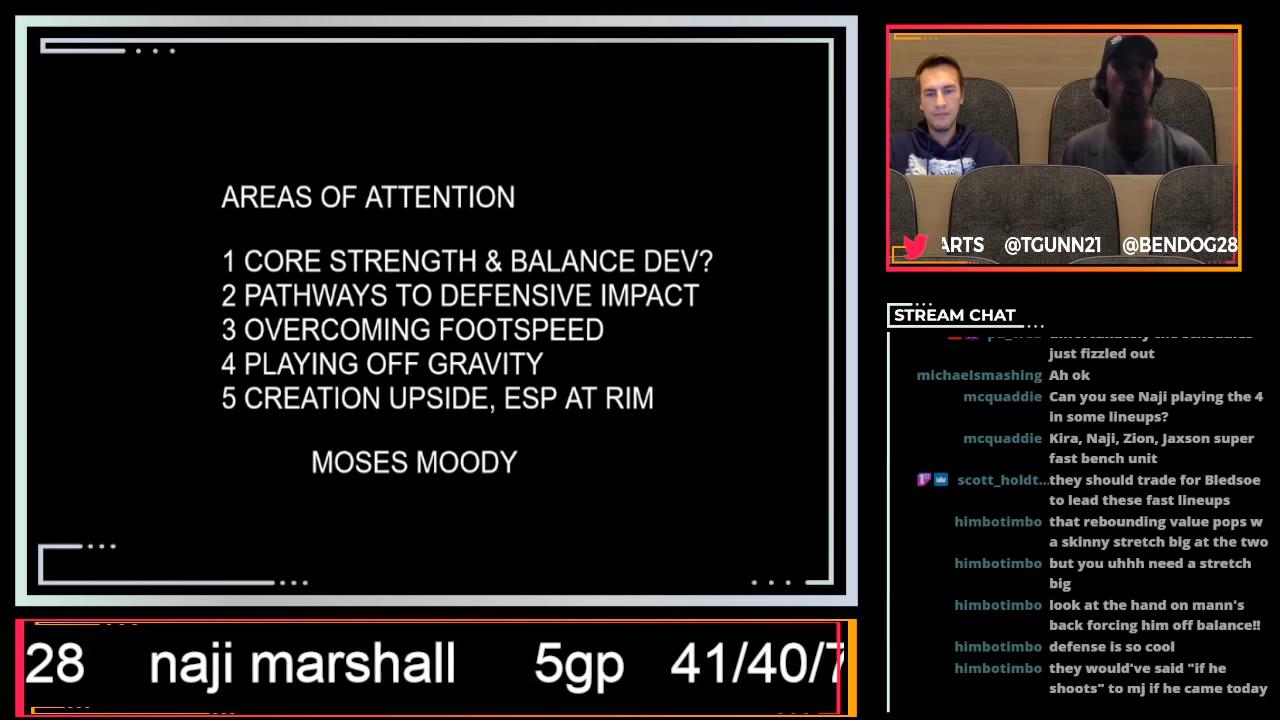 AREAS OF ATTENTION
1 CORE STRENGTH & BALANCE DEV?
2 PATHWAYS TO DEFENSIVE IMPACT
3 OVERCOMING FOOTSPEED
4 PLAYING OFF GRAVITY
5 CREATION UPSIDE, ESP AT RIM
MOSES MOODY
28 naji marshall 5gp 41/40/7
ARTS @TGUNN21 @BENDOG28
STREAM CHAT
just fizzled out
michaelsmashing Ah ok
mcquaddie Can you see Naji playing the 4
in some lineups?
mcquaddie Kira, Naji, Zion, Jaxson super
fast bench unit
scott_holdt... they should trade for Bledsoe
to lead these fast lineups
himbotimbo that rebounding value pops w
a skinny stretch big at the two
himbotimbo but you uhhh need a stretch
big
himbotimbo look at the hand on mann's
back forcing him off balance!!
himbotimbo defense is so cool
himbotimbo they would've said "if he
shoots" to mj if he came today